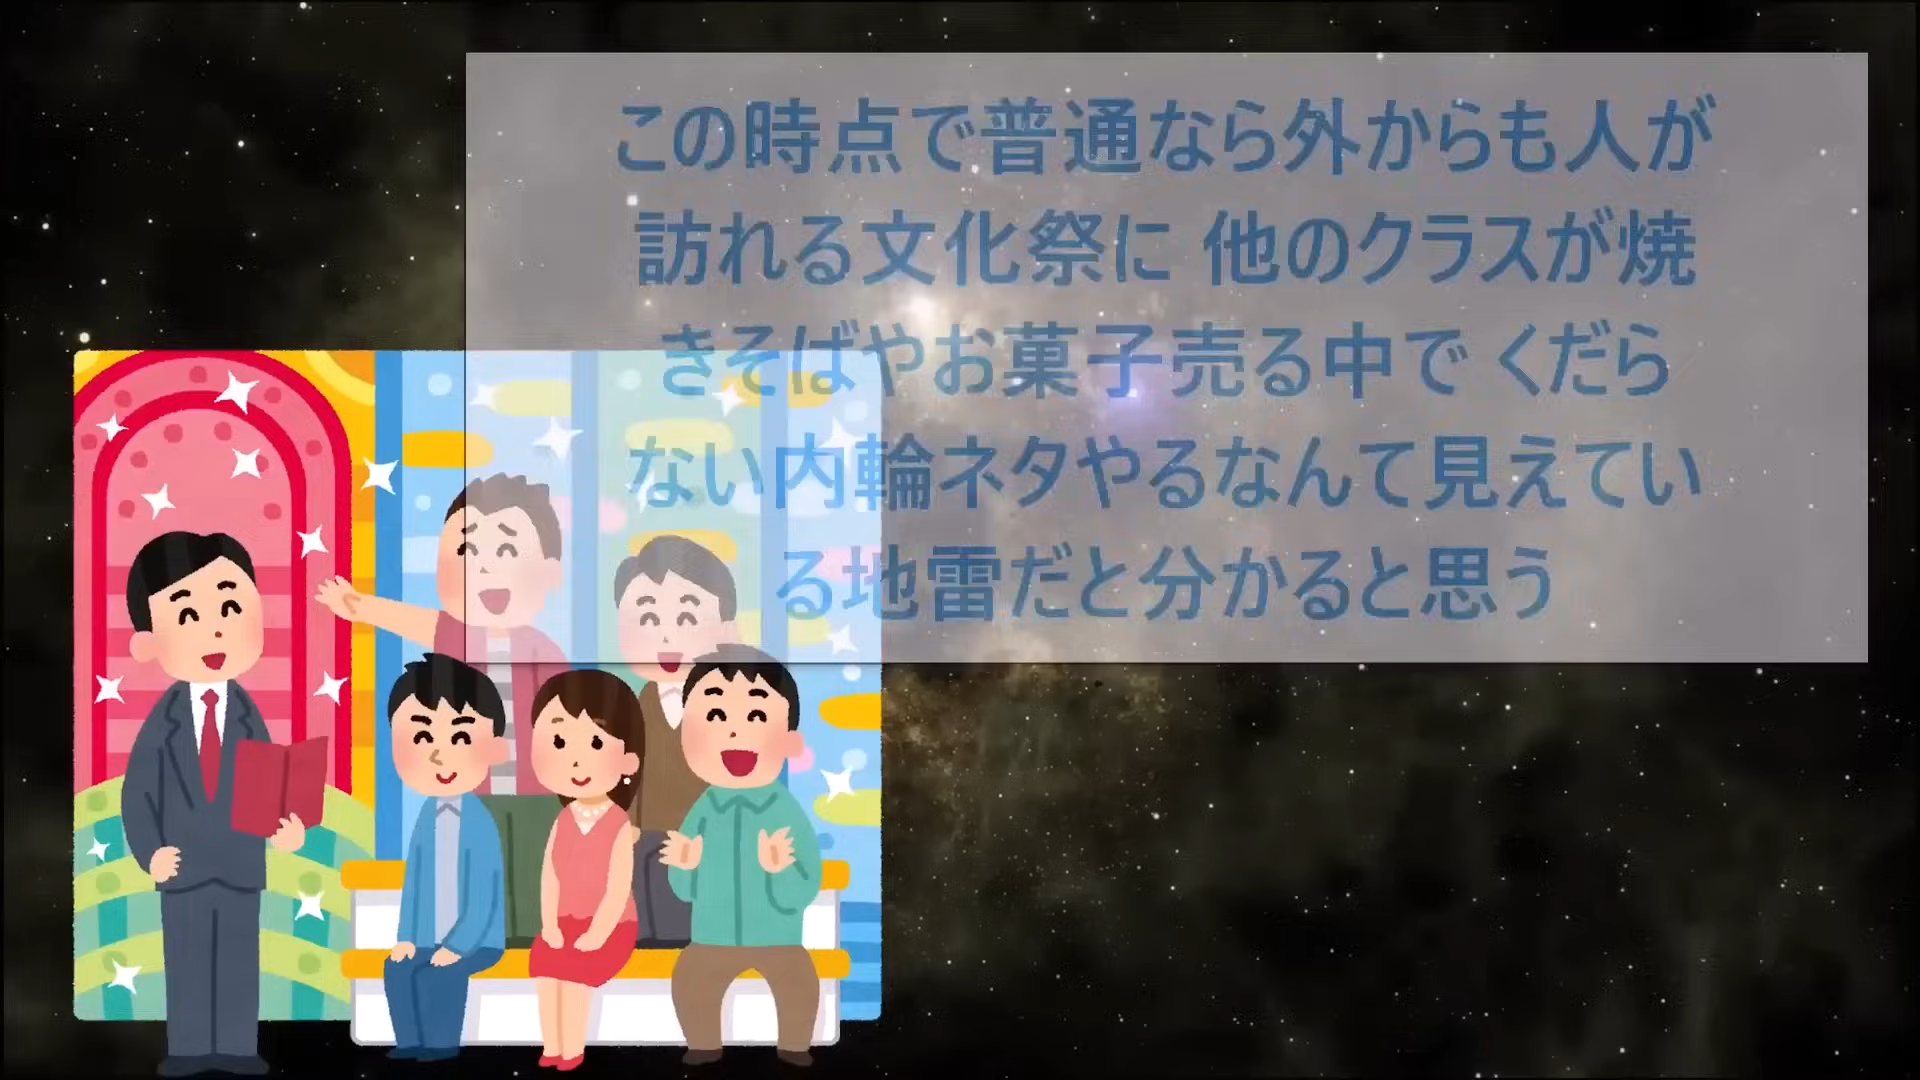 この時点で普通なら外からも人が
訪れる文化祭に 他のクラスが焼
きそばやお菓子売る中で くだら
ない内輪ネタやるなんて見えてい
る地雷だと分かると思う